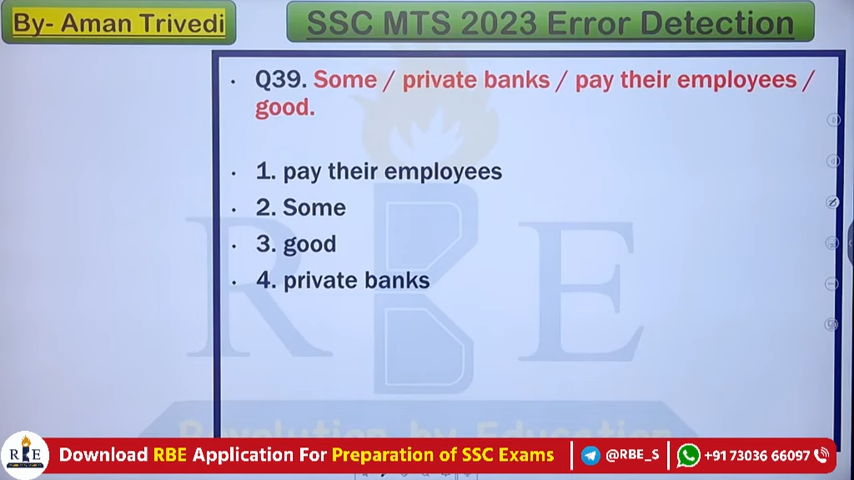 By- Aman Trivedi
SSC MTS 2023 Error Detection
• Q39. Some / private banks / pay their employees /
good.
• 1. pay their employees
• 2. Some
• 3. good
• 4. private banks
RBE
Revolution by Education
RBE
Download RBE Application For Preparation of SSC Exams
@RBE_S
+91 73036 66097